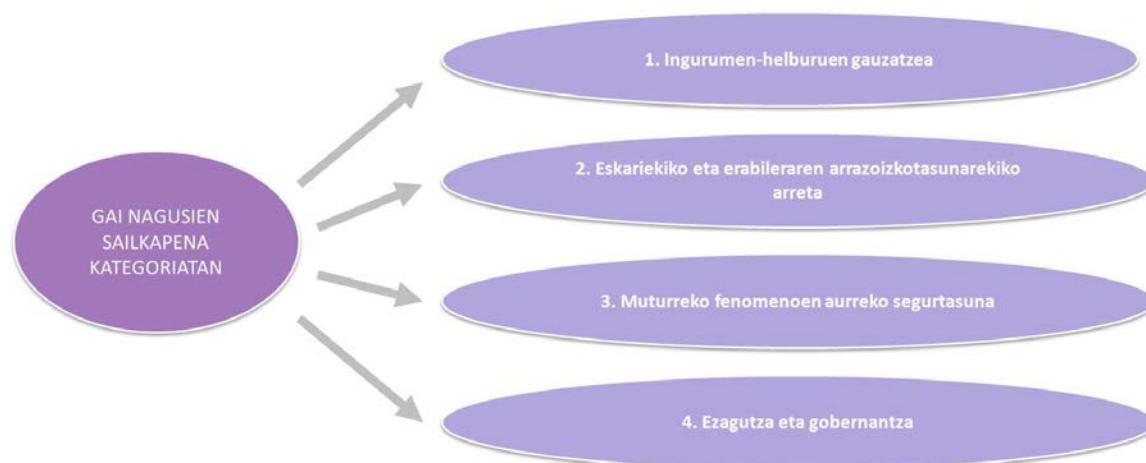 GAI NAGUSIEN
SAILKAPENA
KATEGORIATAN
1. Ingurumen-helburuen gauzatzea
2. Eskariekiko eta erabileraren arrazoizkotasunarekiko
arreta
3. Muturreko fenomenoen aurreko segurtasuna
4. Ezagutza eta gobernantza